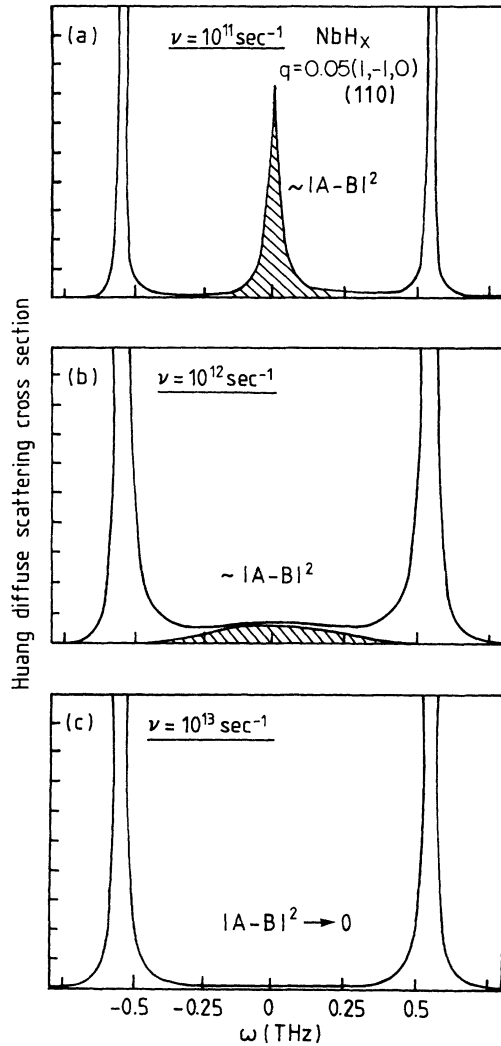 Huang diffuse scattering cross section
(a)
ν = 10¹¹ sec⁻¹
NbHₓ
q=0.05(1,-1,0)
(110)
~|A-B|²
(b)
ν = 10¹² sec⁻¹
~|A-B|²
(c)
ν = 10¹³ sec⁻¹
|A-B|² → 0
-0.5 -0.25 0 0.25 0.5
ω (THz)